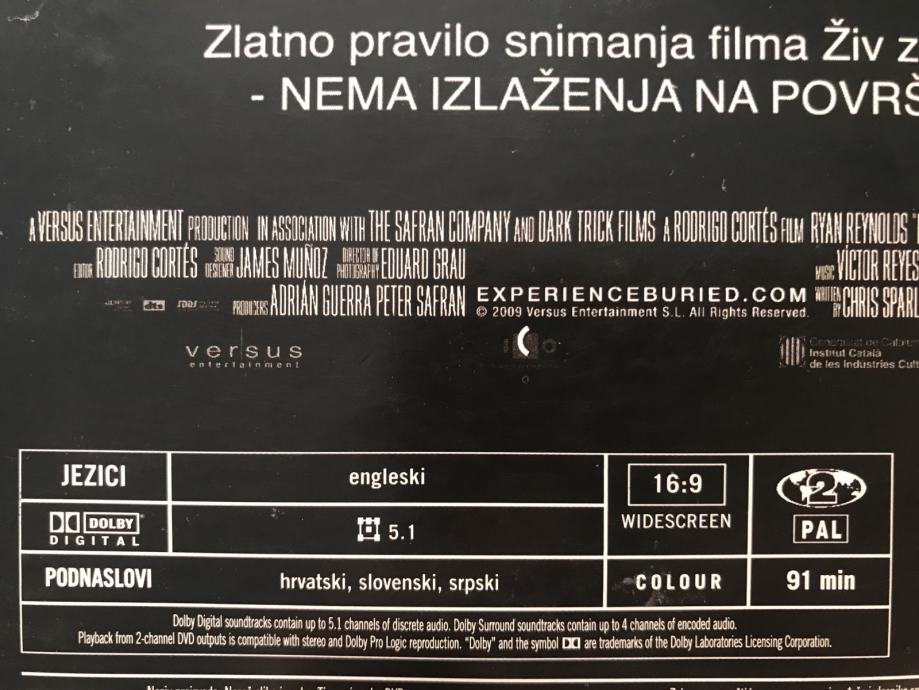 Zlatno pravilo snimanja filma Živ z
- NEMA IZLAŽENJA NA POVRŠ
A VERSUS ENTERTAINMENT PRODUCTION IN ASSOCIATION WITH THE SAFRAN COMPANY AND DARK TRICK FILMS A RODRIGO CORTÉS FILM RYAN REYNOLDS "
EDITOR RODRIGO CORTÉS SOUND DESIGNER JAMES MUÑOZ DIRECTOR OF PHOTOGRAPHY EDUARD GRAU MUSIC VÍCTOR REYES
dts PRODUCERS ADRIÁN GUERRA PETER SAFRAN EXPERIENCEBURIED.COM WRITTEN BY CHRIS SPARL
© 2009 Versus Entertainment S.L. All Rights Reserved.
versus
entertainment
Generalitat de Catalu
Institut Català
de les Indústries Cult
JEZICI engleski 16:9 2
DOLBY DIGITAL 5.1 WIDESCREEN PAL
PODNASLOVI hrvatski, slovenski, srpski COLOUR 91 min
Dolby Digital soundtracks contain up to 5.1 channels of discrete audio. Dolby Surround soundtracks contain up to 4 channels of encoded audio.
Playback from 2-channel DVD outputs is compatible with stereo and Dolby Pro Logic reproduction. "Dolby" and the symbol are trademarks of the Dolby Laboratories Licensing Corporation.